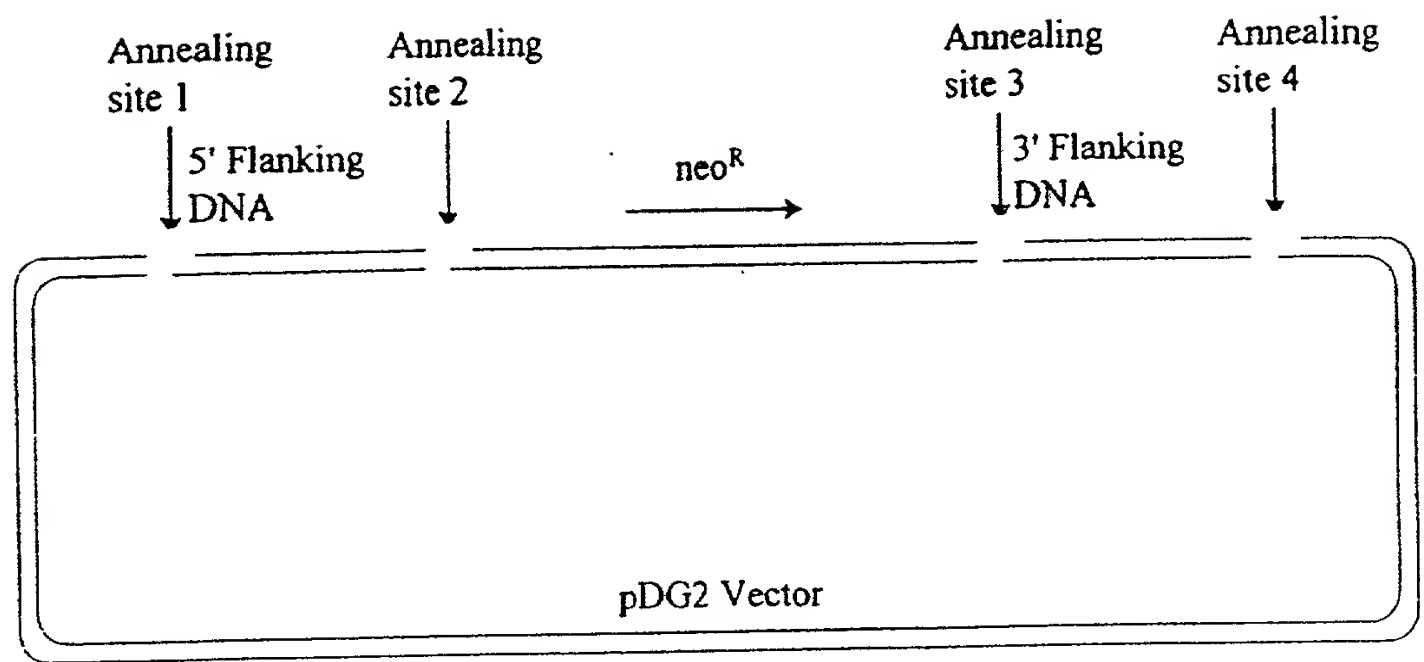 Annealing
site 1
Annealing
site 2
Annealing
site 3
Annealing
site 4
5' Flanking
DNA
neoR
3' Flanking
DNA
pDG2 Vector